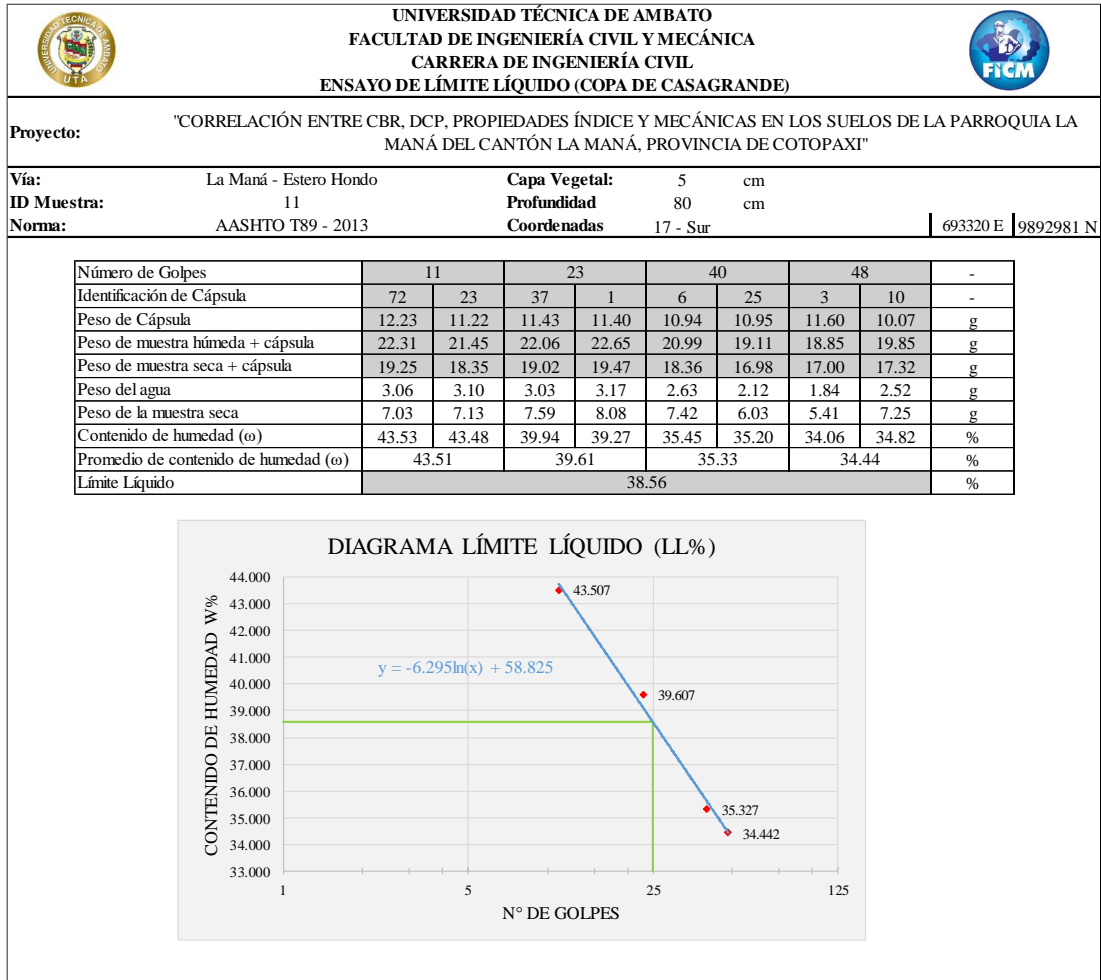 UNIVERSIDAD TÉCNICA DE AMBATO
FACULTAD DE INGENIERÍA CIVIL Y MECÁNICA
CARRERA DE INGENIERÍA CIVIL
ENSAYO DE LÍMITE LÍQUIDO (COPA DE CASAGRANDE)
UTA
FICM
Proyecto: "CORRELACIÓN ENTRE CBR, DCP, PROPIEDADES ÍNDICE Y MECÁNICAS EN LOS SUELOS DE LA PARROQUIA LA
MANÁ DEL CANTÓN LA MANÁ, PROVINCIA DE COTOPAXI"
Vía: La Maná - Estero Hondo Capa Vegetal: 5 cm
ID Muestra: 11 Profundidad 80 cm
Norma: AASHTO T89 - 2013 Coordenadas 17 - Sur 693320 E 9892981 N
Número de Golpes 11 23 40 48 -
Identificación de Cápsula 72 23 37 1 6 25 3 10 -
Peso de Cápsula 12.23 11.22 11.43 11.40 10.94 10.95 11.60 10.07 g
Peso de muestra húmeda + cápsula 22.31 21.45 22.06 22.65 20.99 19.11 18.85 19.85 g
Peso de muestra seca + cápsula 19.25 18.35 19.02 19.47 18.36 16.98 17.00 17.32 g
Peso del agua 3.06 3.10 3.03 3.17 2.63 2.12 1.84 2.52 g
Peso de la muestra seca 7.03 7.13 7.59 8.08 7.42 6.03 5.41 7.25 g
Contenido de humedad (ω) 43.53 43.48 39.94 39.27 35.45 35.20 34.06 34.82 %
Promedio de contenido de humedad (ω) 43.51 39.61 35.33 34.44 %
Límite Líquido 38.56 %
DIAGRAMA LÍMITE LÍQUIDO (LL%)
CONTENIDO DE HUMEDAD W%
44.000
43.000
42.000
41.000
40.000
39.000
38.000
37.000
36.000
35.000
34.000
33.000
43.507
y = -6.295ln(x) + 58.825
39.607
35.327
34.442
1 5 25 125
N° DE GOLPES